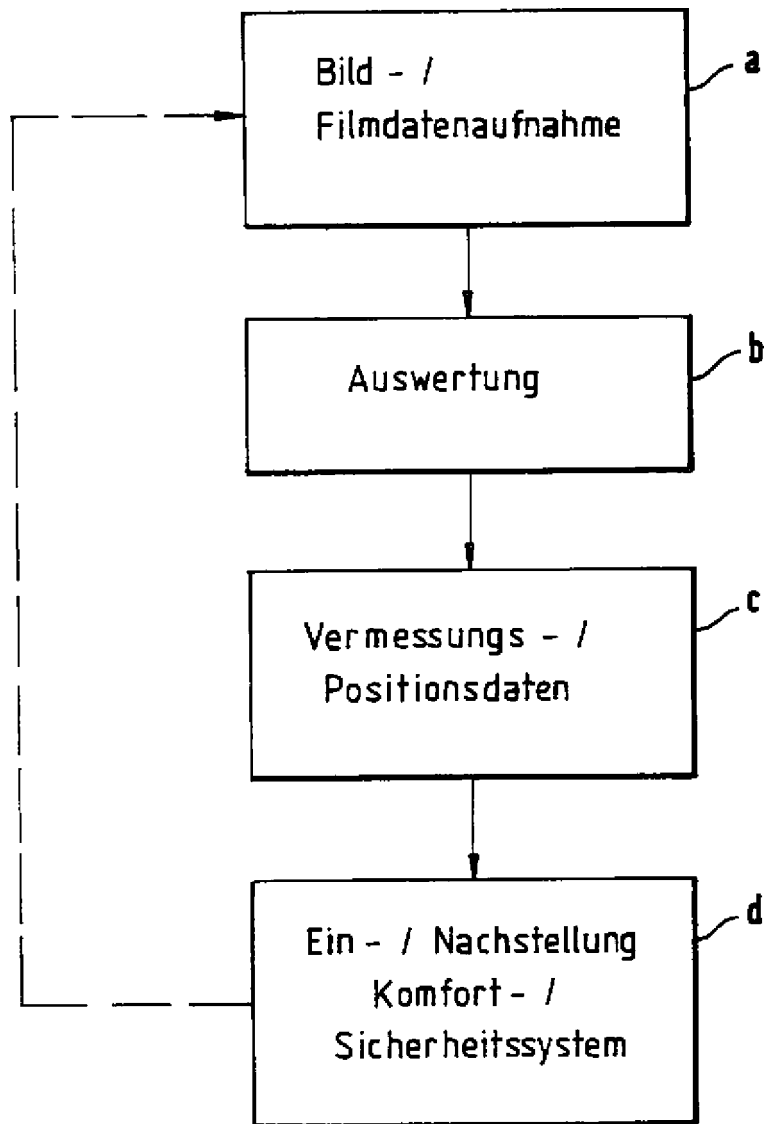 Bild - /
Filmdatenaufnahme
a
Auswertung
b
Vermessungs - /
Positionsdaten
c
Ein - / Nachstellung
Komfort - /
Sicherheitssystem
d